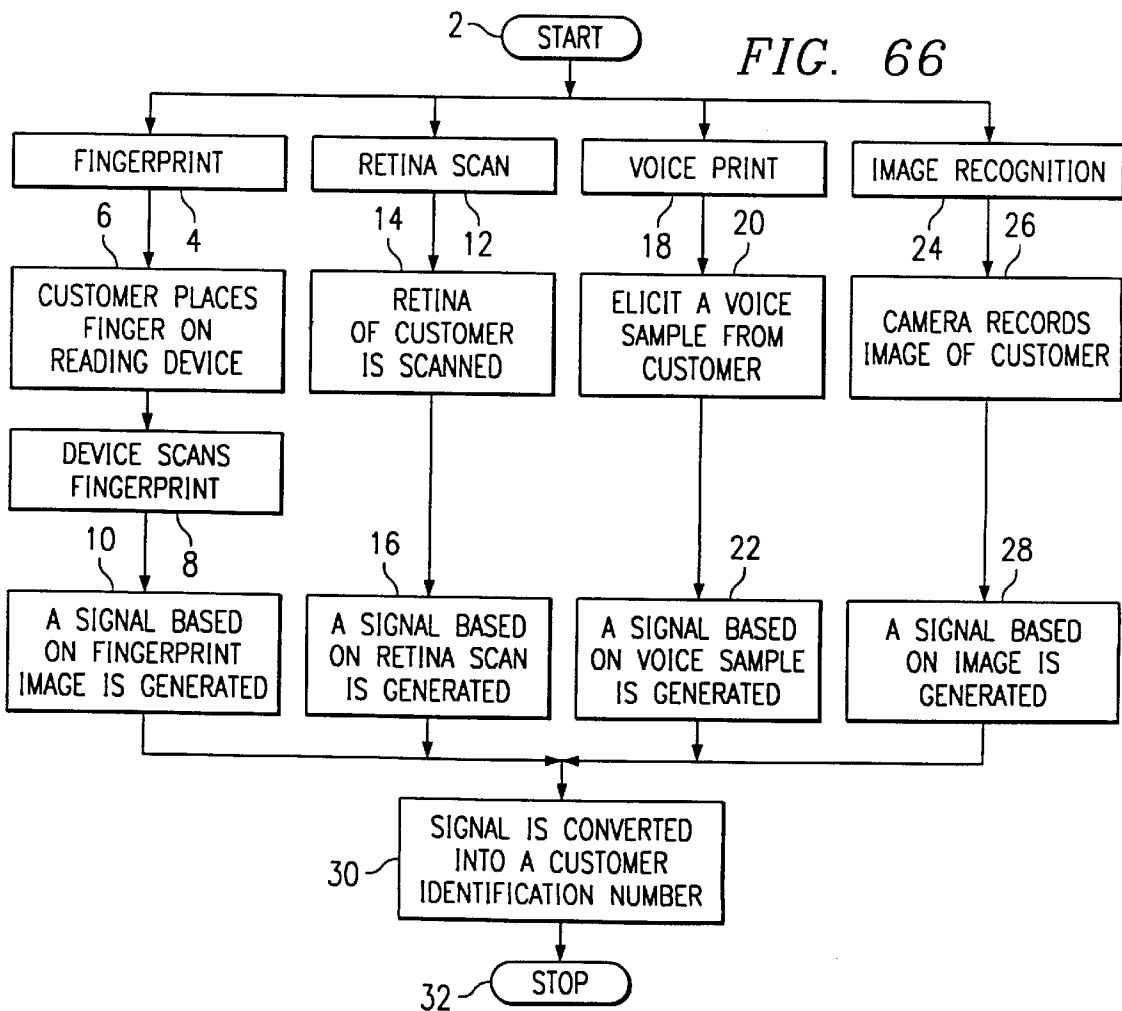 2
START
FIG. 66
FINGERPRINT
4
RETINA SCAN
12
VOICE PRINT
18
IMAGE RECOGNITION
24
6
CUSTOMER PLACES
FINGER ON
READING DEVICE
14
RETINA
OF CUSTOMER
IS SCANNED
20
ELICIT A VOICE
SAMPLE FROM
CUSTOMER
26
CAMERA RECORDS
IMAGE OF CUSTOMER
DEVICE SCANS
FINGERPRINT
8
10
A SIGNAL BASED
ON FINGERPRINT
IMAGE IS GENERATED
16
A SIGNAL BASED
ON RETINA SCAN
IS GENERATED
22
A SIGNAL BASED
ON VOICE SAMPLE
IS GENERATED
28
A SIGNAL BASED
ON IMAGE IS
GENERATED
30
SIGNAL IS CONVERTED
INTO A CUSTOMER
IDENTIFICATION NUMBER
32
STOP